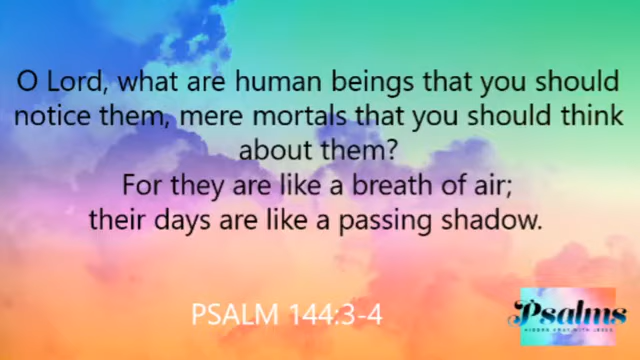 O Lord, what are human beings that you should
notice them, mere mortals that you should think
about them?
For they are like a breath of air;
their days are like a passing shadow.
PSALM 144:3-4
Psalms